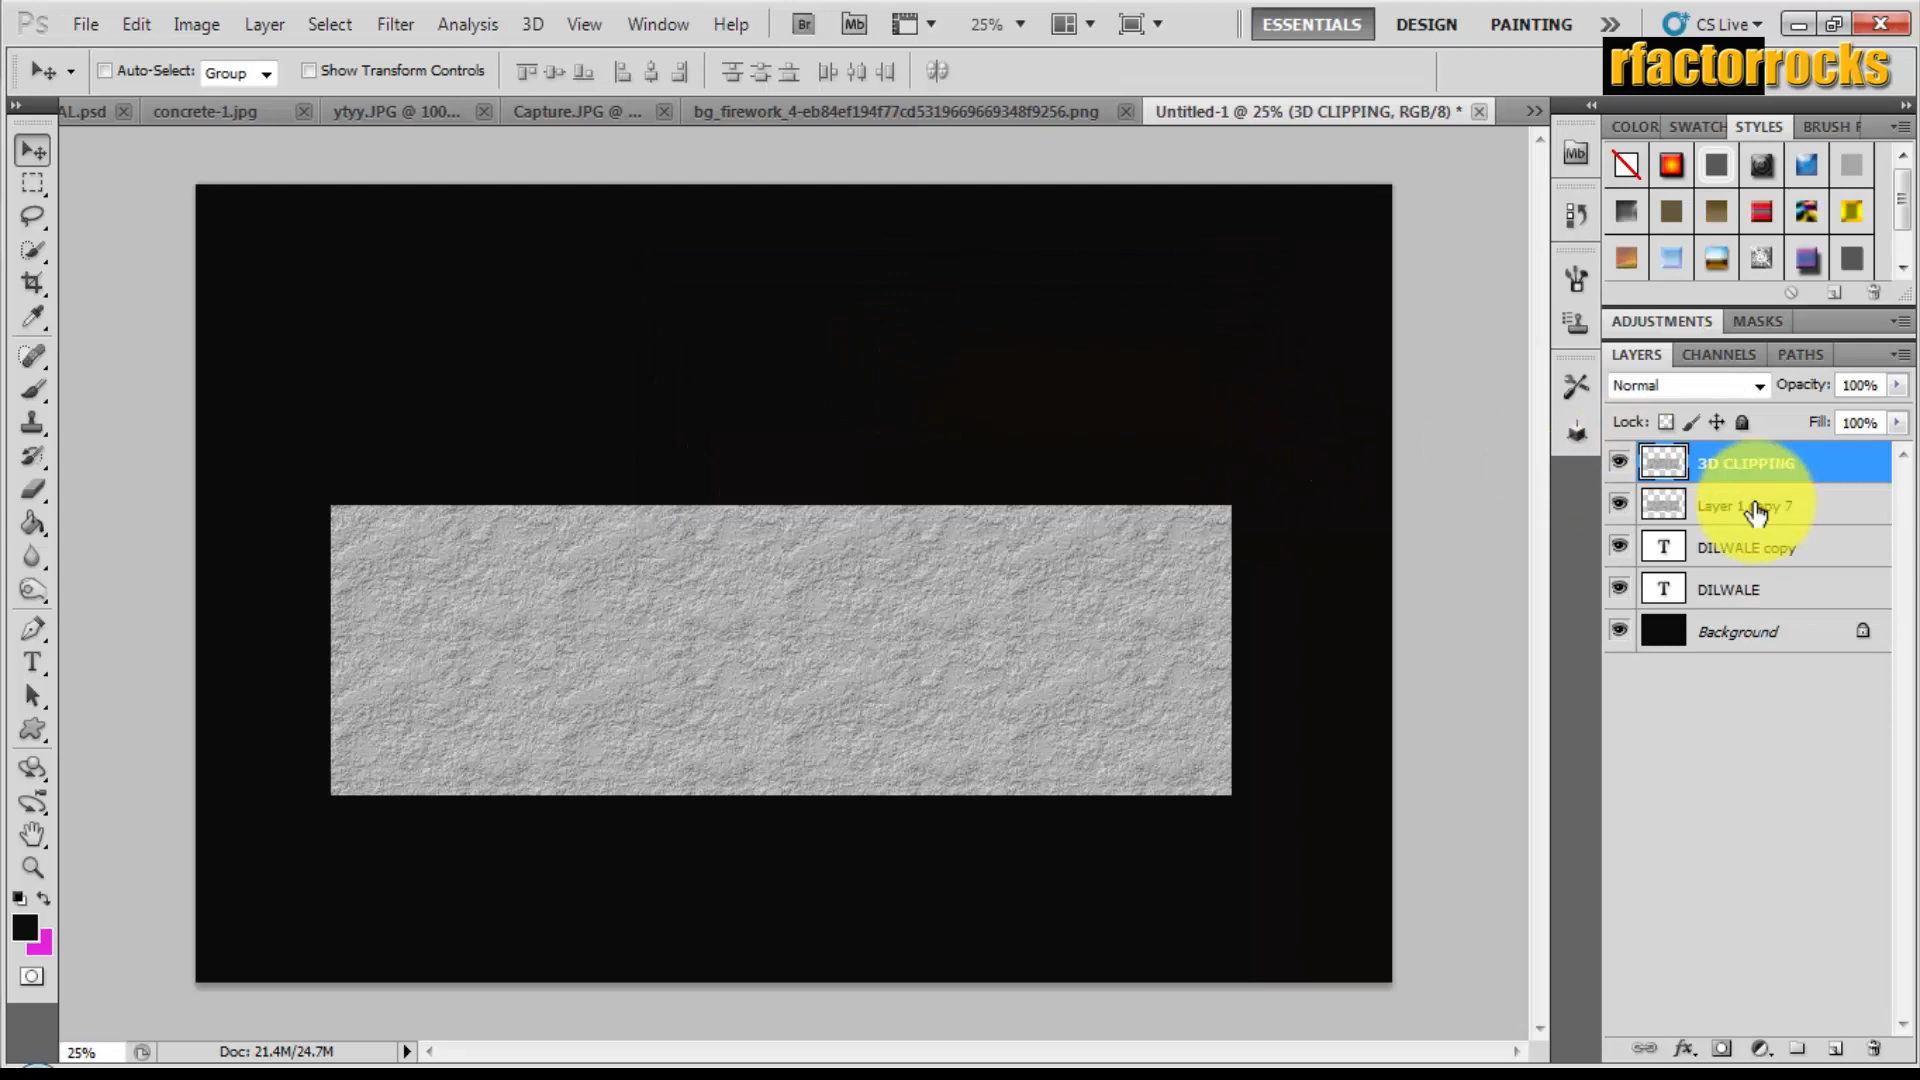 Ps File Edit Image Layer Select Filter Analysis 3D View Window Help Br Mb 25% ESSENTIALS DESIGN PAINTING CS Live
rfactorrocks
Auto-Select: Group Show Transform Controls
AL.psd concrete-1.jpg ytyy.JPG @ 100... Capture.JPG @ ... bg_firework_4-eb84ef194f77cd5319669669348f9256.png Untitled-1 @ 25% (3D CLIPPING, RGB/8) *
COLOR SWATCH STYLES BRUSH
Mb
ADJUSTMENTS MASKS
LAYERS CHANNELS PATHS
Normal Opacity: 100%
Lock: Fill: 100%
3D CLIPPING
Layer 1 copy 7
T DILWALE copy
T DILWALE
Background
T
25% Doc: 21.4M/24.7M
fx